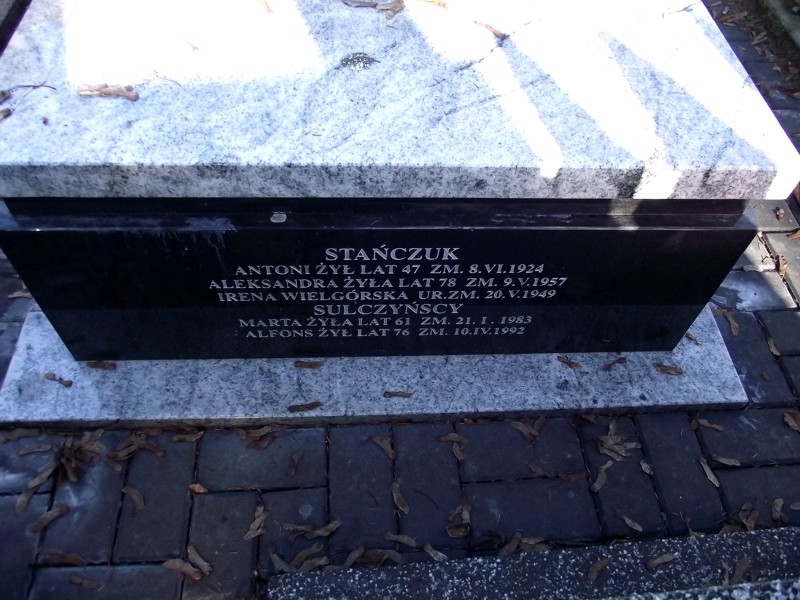 STAŃCZUK
ANTONI ŻYŁ LAT 47 ZM. 8.VI.1924
ALEKSANDRA ŻYŁA LAT 78 ZM. 9.V.1957
IRENA WIELGÓRSKA UR.ZM. 20.V.1949
SULCZYŃSCY
MARTA ŻYŁA LAT 61 ZM. 21. I. 1983
ALFONS ŻYŁ LAT 76 ZM. 10.IV.1992